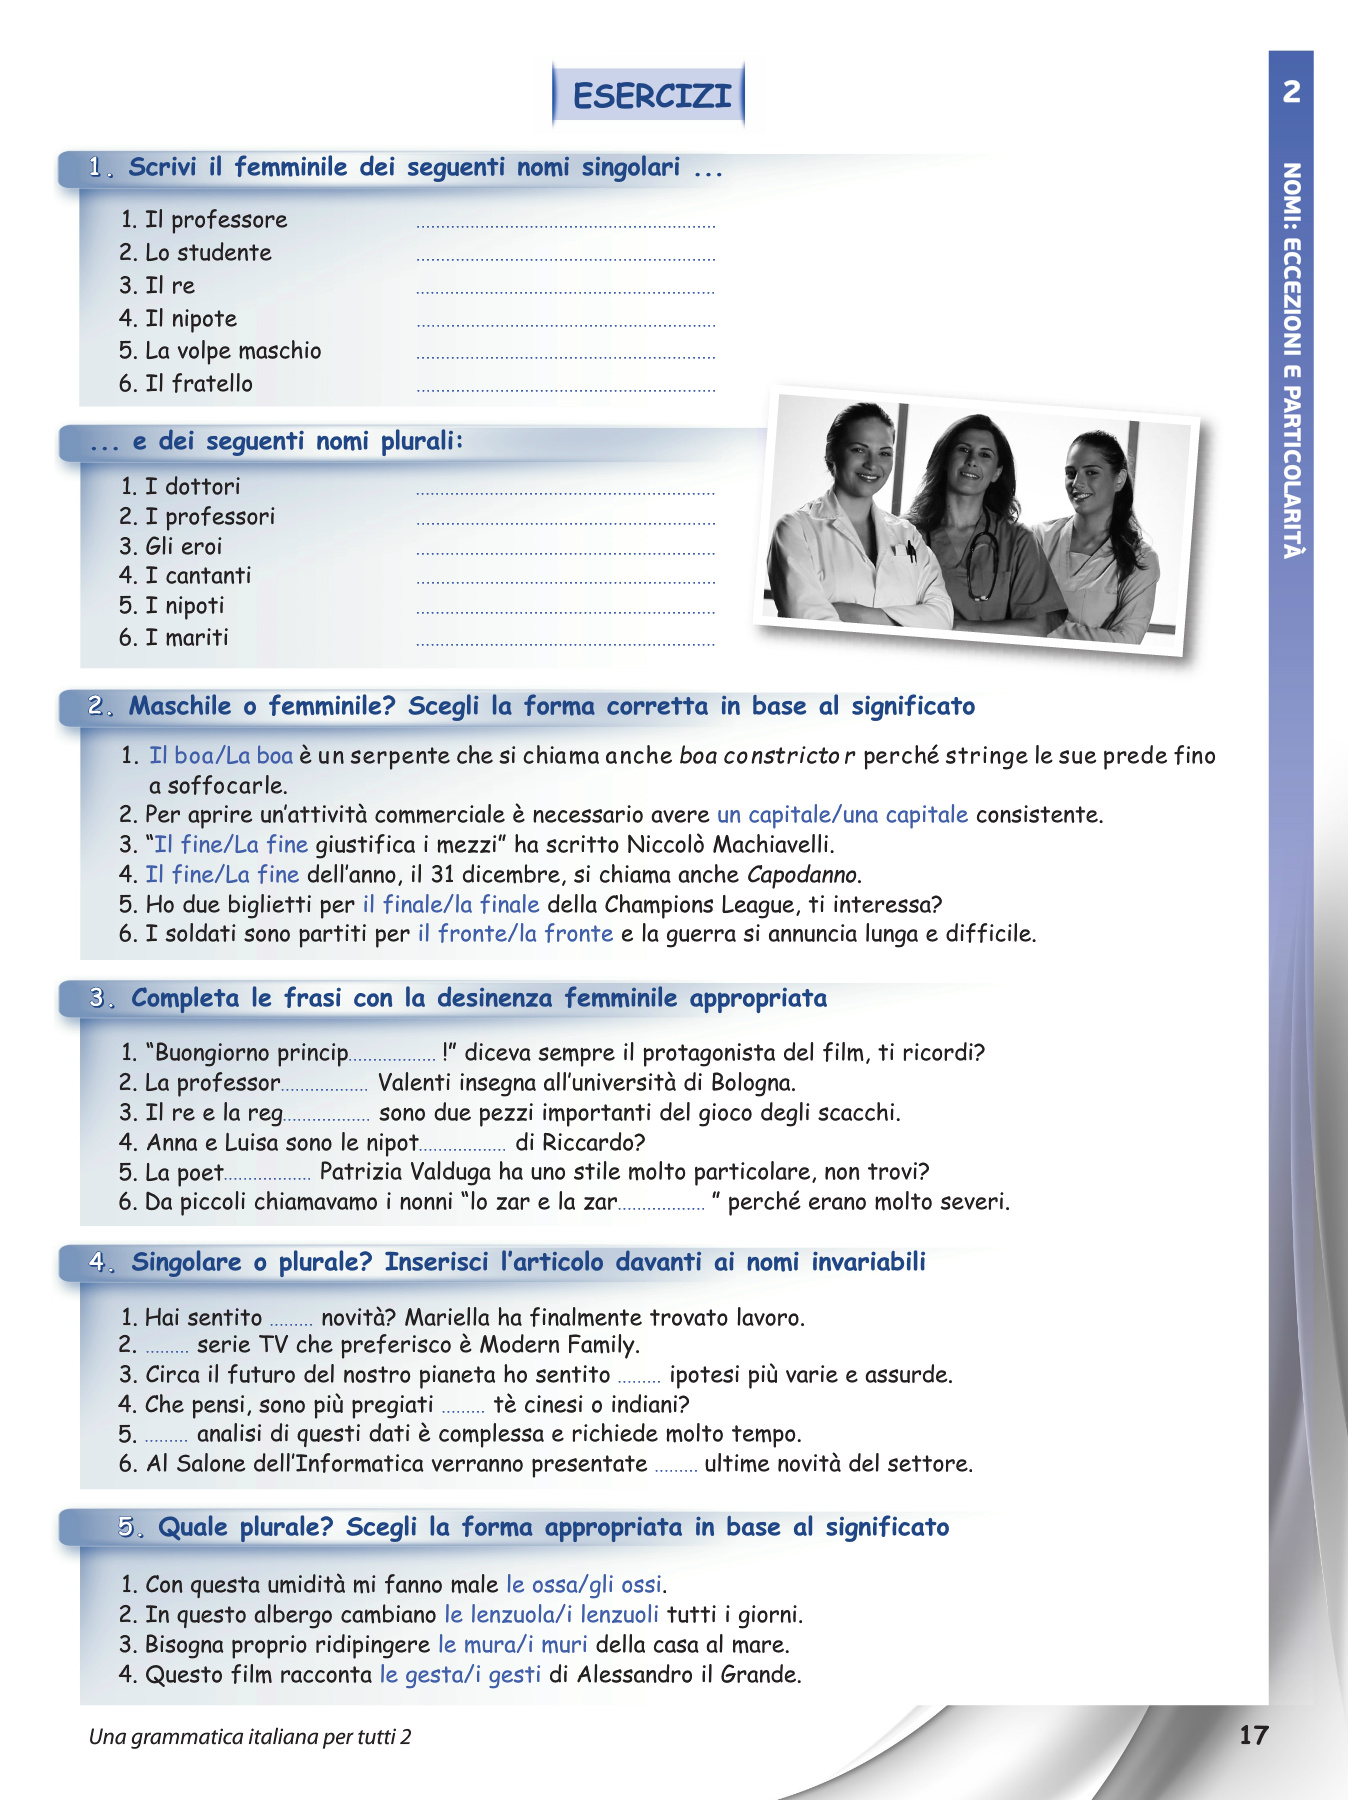 ESERCIZI
1. Scrivi il femminile dei seguenti nomi singolari ...
1. Il professore ..........
2. Lo studente ..........
3. Il re ..........
4. Il nipote ..........
5. La volpe maschio ..........
6. Il fratello ..........
... e dei seguenti nomi plurali:
1. I dottori ..........
2. I professori ..........
3. Gli eroi ..........
4. I cantanti ..........
5. I nipoti ..........
6. I mariti ..........
2. Maschile o femminile? Scegli la forma corretta in base al significato
1. Il boa/La boa è un serpente che si chiama anche boa constrictor perché stringe le sue prede fino
a soffocarle.
2. Per aprire un'attività commerciale è necessario avere un capitale/una capitale consistente.
3. “Il fine/La fine giustifica i mezzi” ha scritto Niccolò Machiavelli.
4. Il fine/La fine dell'anno, il 31 dicembre, si chiama anche Capodanno.
5. Ho due biglietti per il finale/la finale della Champions League, ti interessa?
6. I soldati sono partiti per il fronte/la fronte e la guerra si annuncia lunga e difficile.
3. Completa le frasi con la desinenza femminile appropriata
1. “Buongiorno princip.......... !” diceva sempre il protagonista del film, ti ricordi?
2. La professor.......... Valenti insegna all'università di Bologna.
3. Il re e la reg.......... sono due pezzi importanti del gioco degli scacchi.
4. Anna e Luisa sono le nipot.......... di Riccardo?
5. La poet.......... Patrizia Valduga ha uno stile molto particolare, non trovi?
6. Da piccoli chiamavamo i nonni “lo zar e la zar.......... ” perché erano molto severi.
4. Singolare o plurale? Inserisci l'articolo davanti ai nomi invariabili
1. Hai sentito ......... novità? Mariella ha finalmente trovato lavoro.
2. ......... serie TV che preferisco è Modern Family.
3. Circa il futuro del nostro pianeta ho sentito ......... ipotesi più varie e assurde.
4. Che pensi, sono più pregiati ......... tè cinesi o indiani?
5. ......... analisi di questi dati è complessa e richiede molto tempo.
6. Al Salone dell'Informatica verranno presentate ......... ultime novità del settore.
5. Quale plurale? Scegli la forma appropriata in base al significato
1. Con questa umidità mi fanno male le ossa/gli ossi.
2. In questo albergo cambiano le lenzuola/i lenzuoli tutti i giorni.
3. Bisogna proprio ridipingere le mura/i muri della casa al mare.
4. Questo film racconta le gesta/i gesti di Alessandro il Grande.
Una grammatica italiana per tutti 2
17
2
NOMI: ECCEZIONI E PARTICOLARITÀ